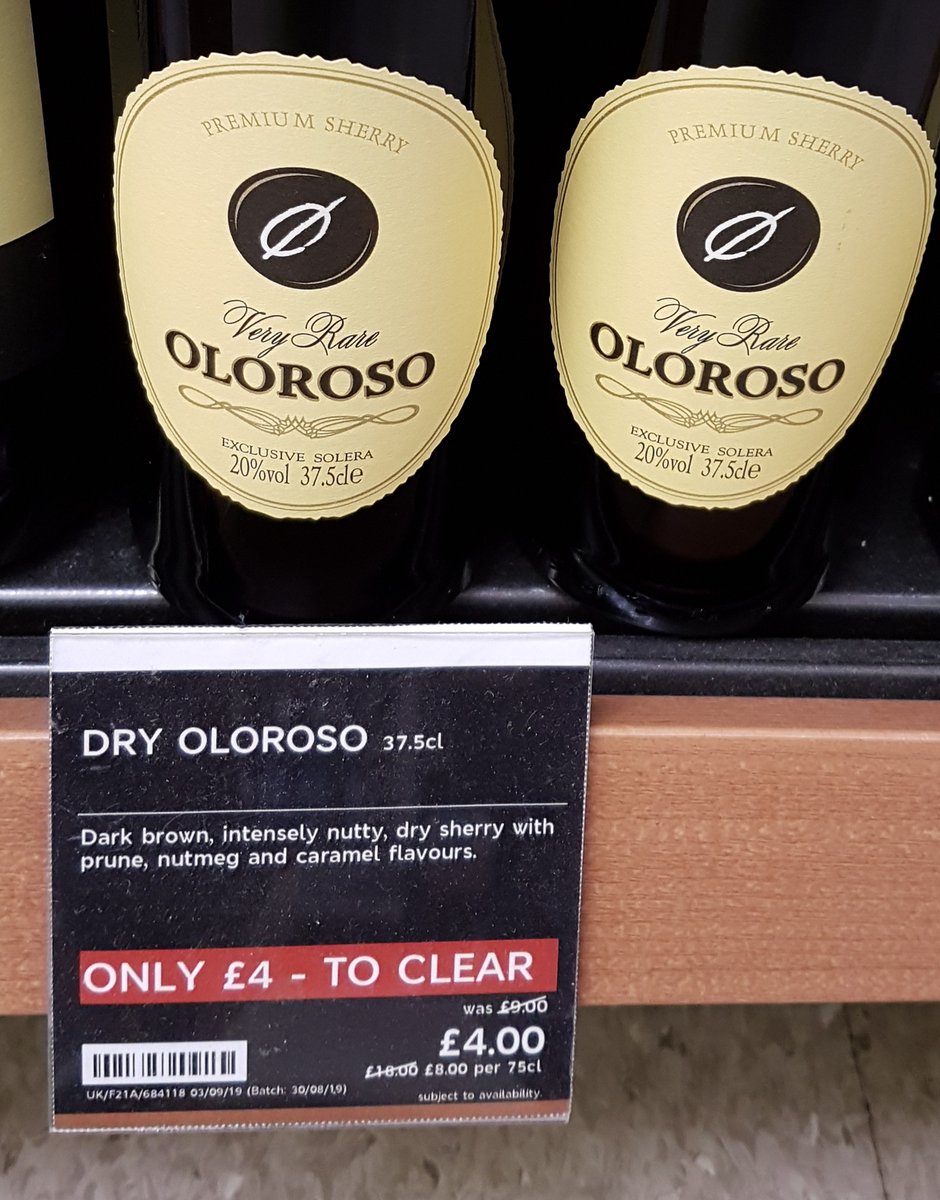 PREMIUM SHERRY
Very Rare
OLOROSO
EXCLUSIVE SOLERA
20%vol 37.5cle
PREMIUM SHERRY
Very Rare
OLOROSO
EXCLUSIVE SOLERA
20%vol 37.5cle
DRY OLOROSO 37.5cl
Dark brown, intensely nutty, dry sherry with
prune, nutmeg and caramel flavours.
ONLY £4 - TO CLEAR
was £9.00
£4.00
£18.00 £8.00 per 75cl
UK/F21A/684118 03/09/19 (Batch: 30/08/19)
subject to availability.